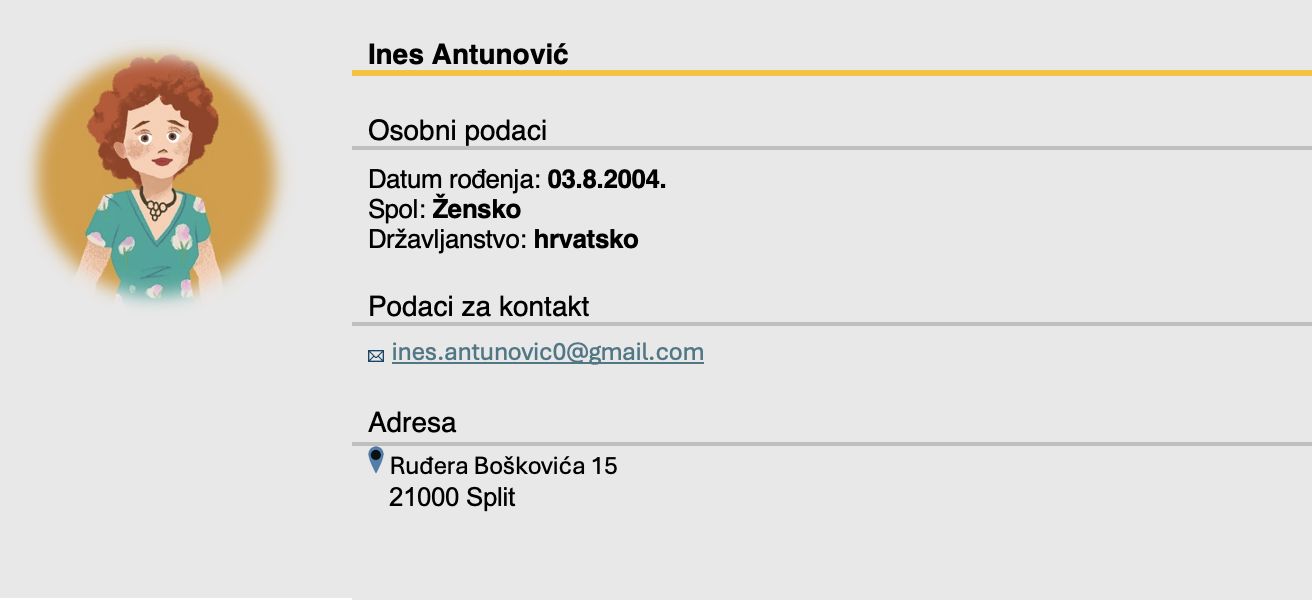 Ines Antunović
Osobni podaci
Datum rođenja: 03.8.2004.
Spol: Žensko
Državljanstvo: hrvatsko
Podaci za kontakt
ines.antunovic0@gmail.com
Adresa
Ruđera Boškovića 15
21000 Split